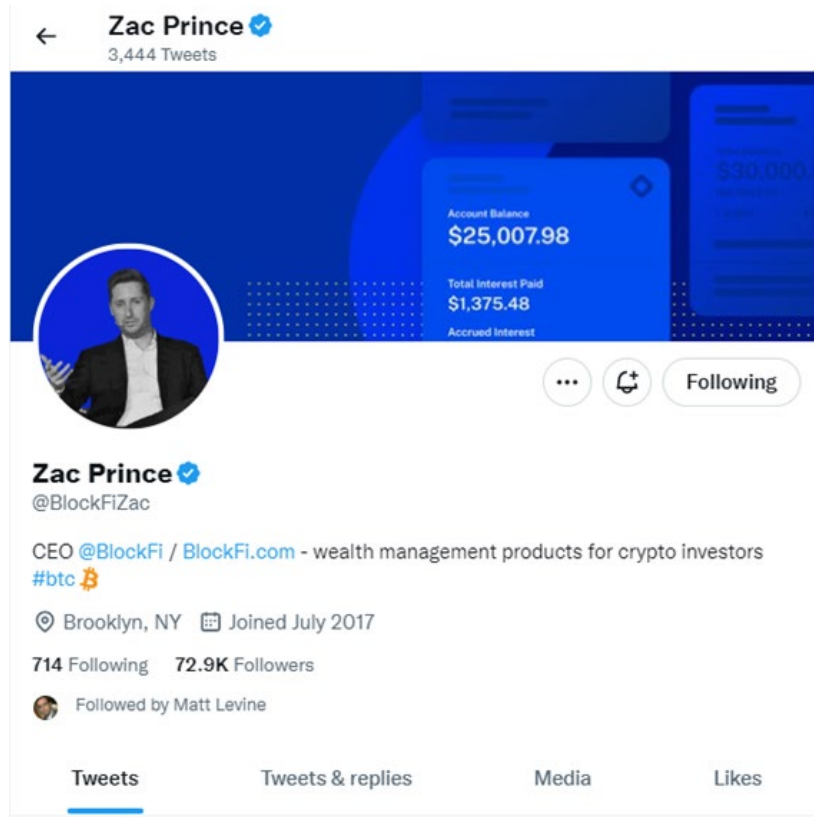 Zac Prince
3,444 Tweets
Account Balance
$25,007.98
Total Interest Paid
$1,375.48
Accrued Interest
$30,000.
Following
Zac Prince
@BlockFiZac
CEO @BlockFi / BlockFi.com - wealth management products for crypto investors
#btc
Brooklyn, NY Joined July 2017
714 Following 72.9K Followers
Followed by Matt Levine
Tweets Tweets & replies Media Likes